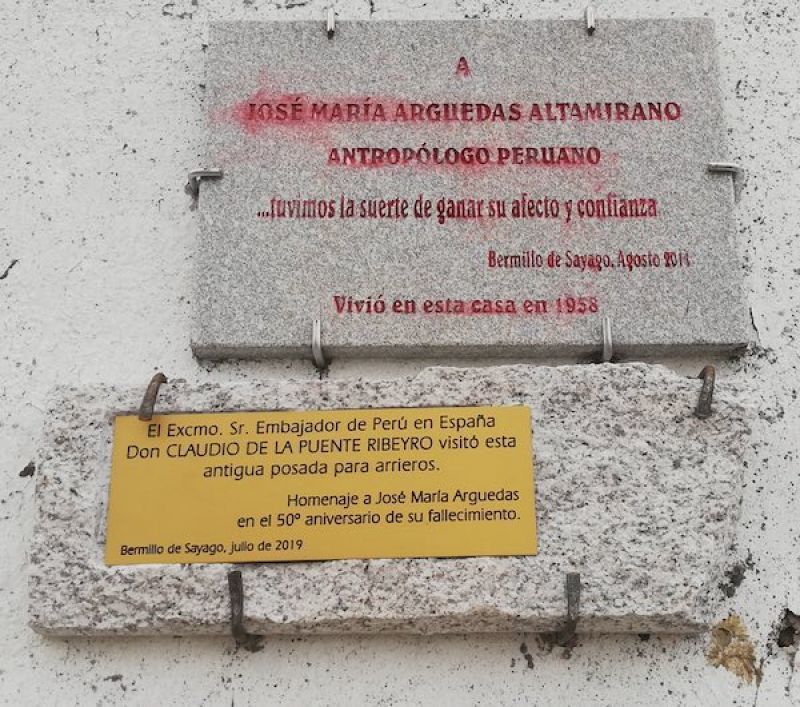 A
JOSÉ MARÍA ARGUEDAS ALTAMIRANO
ANTROPÓLOGO PERUANO
...tuvimos la suerte de ganar su afecto y confianza
Bermillo de Sayago, Agosto 2011
Vivió en esta casa en 1958
El Excmo. Sr. Embajador de Perú en España
Don CLAUDIO DE LA PUENTE RIBEYRO visitó esta
antigua posada para arrieros.
Homenaje a José María Arguedas
en el 50º aniversario de su fallecimiento.
Bermillo de Sayago, julio de 2019